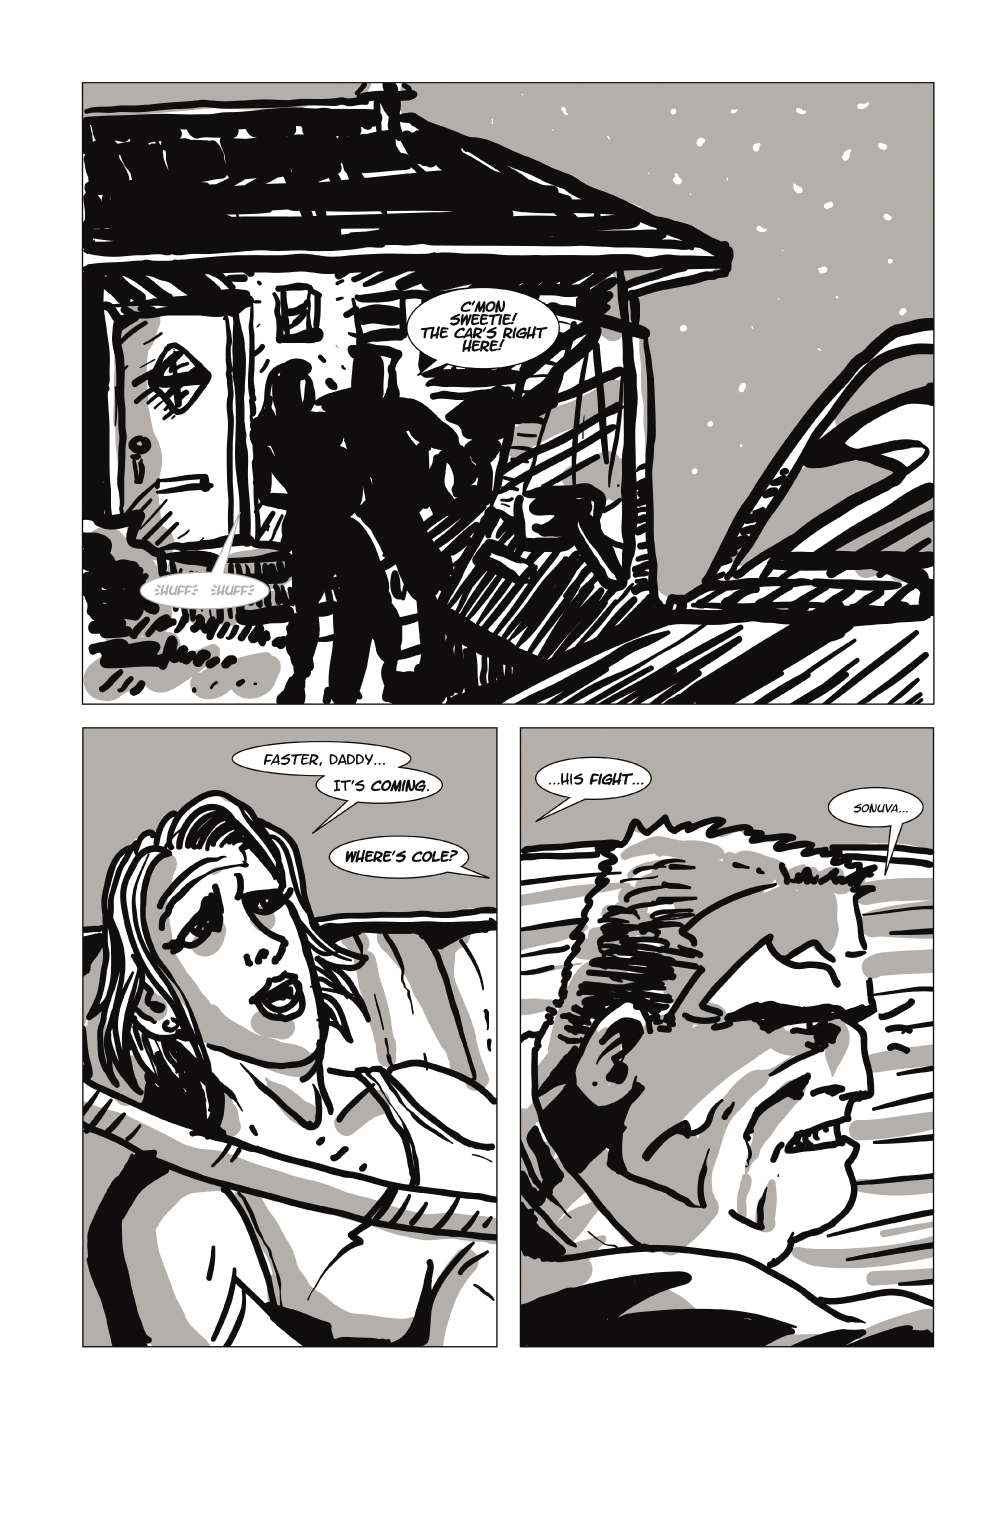 C'MON
SWEETIE!
THE CAR'S RIGHT
HERE!
HUFF HUFF
FASTER, DADDY...
IT'S COMING.
WHERE'S COLE?
...HIS FIGHT...
SONUVA...